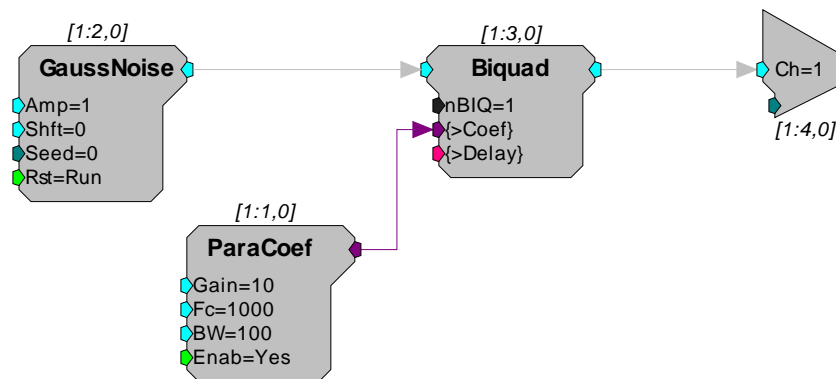 [1:2,0]
GaussNoise
Amp=1
Shft=0
Seed=0
Rst=Run
[1:3,0]
Biquad
nBIQ=1
{>Coef}
{>Delay}
Ch=1
[1:4,0]
[1:1,0]
ParaCoef
Gain=10
Fc=1000
BW=100
Enab=Yes